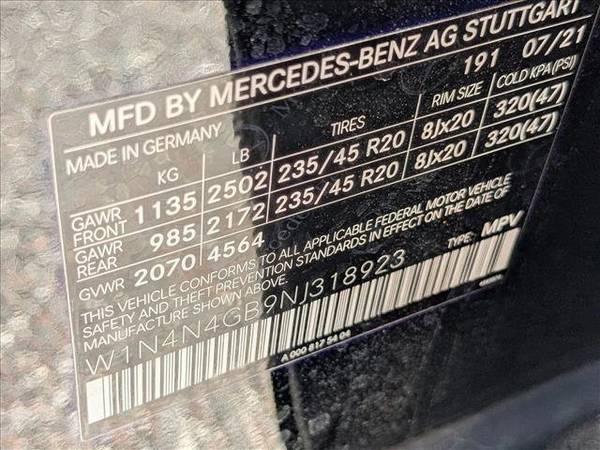 MFD BY MERCEDES-BENZ AG STUTTGART
191 07/21
MADE IN GERMANY
KG LB TIRES RIM SIZE COLD KPA(PSI)
GAWR FRONT 1135 2502 235/45 R20 8Jx20 320(47)
GAWR REAR 985 2172 235/45 R20 8Jx20 320(47)
GVWR 2070 4564
THIS VEHICLE CONFORMS TO ALL APPLICABLE FEDERAL MOTOR VEHICLE
SAFETY AND THEFT PREVENTION STANDARDS IN EFFECT ON THE DATE OF
MANUFACTURE SHOWN ABOVE.
TYPE: MPV
W1N4N4GB9NJ318923
A 000 817 54 04